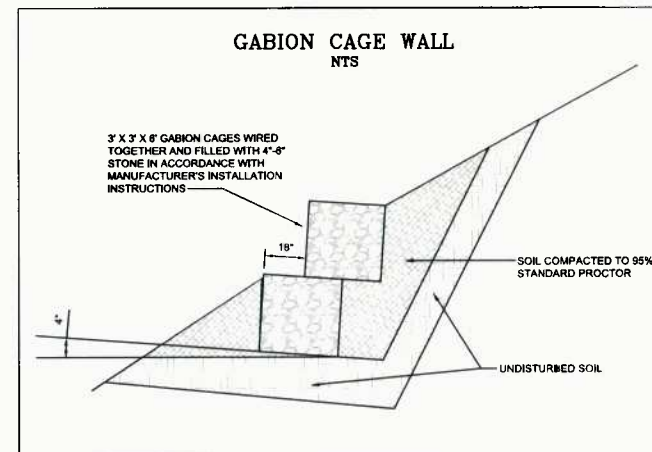 GABION CAGE WALL
NTS
3' X 3' X 6' GABION CAGES WIRED
TOGETHER AND FILLED WITH 4"-8"
STONE IN ACCORDANCE WITH
MANUFACTURER'S INSTALLATION
INSTRUCTIONS
18"
SOIL COMPACTED TO 95%
STANDARD PROCTOR
4°
UNDISTURBED SOIL